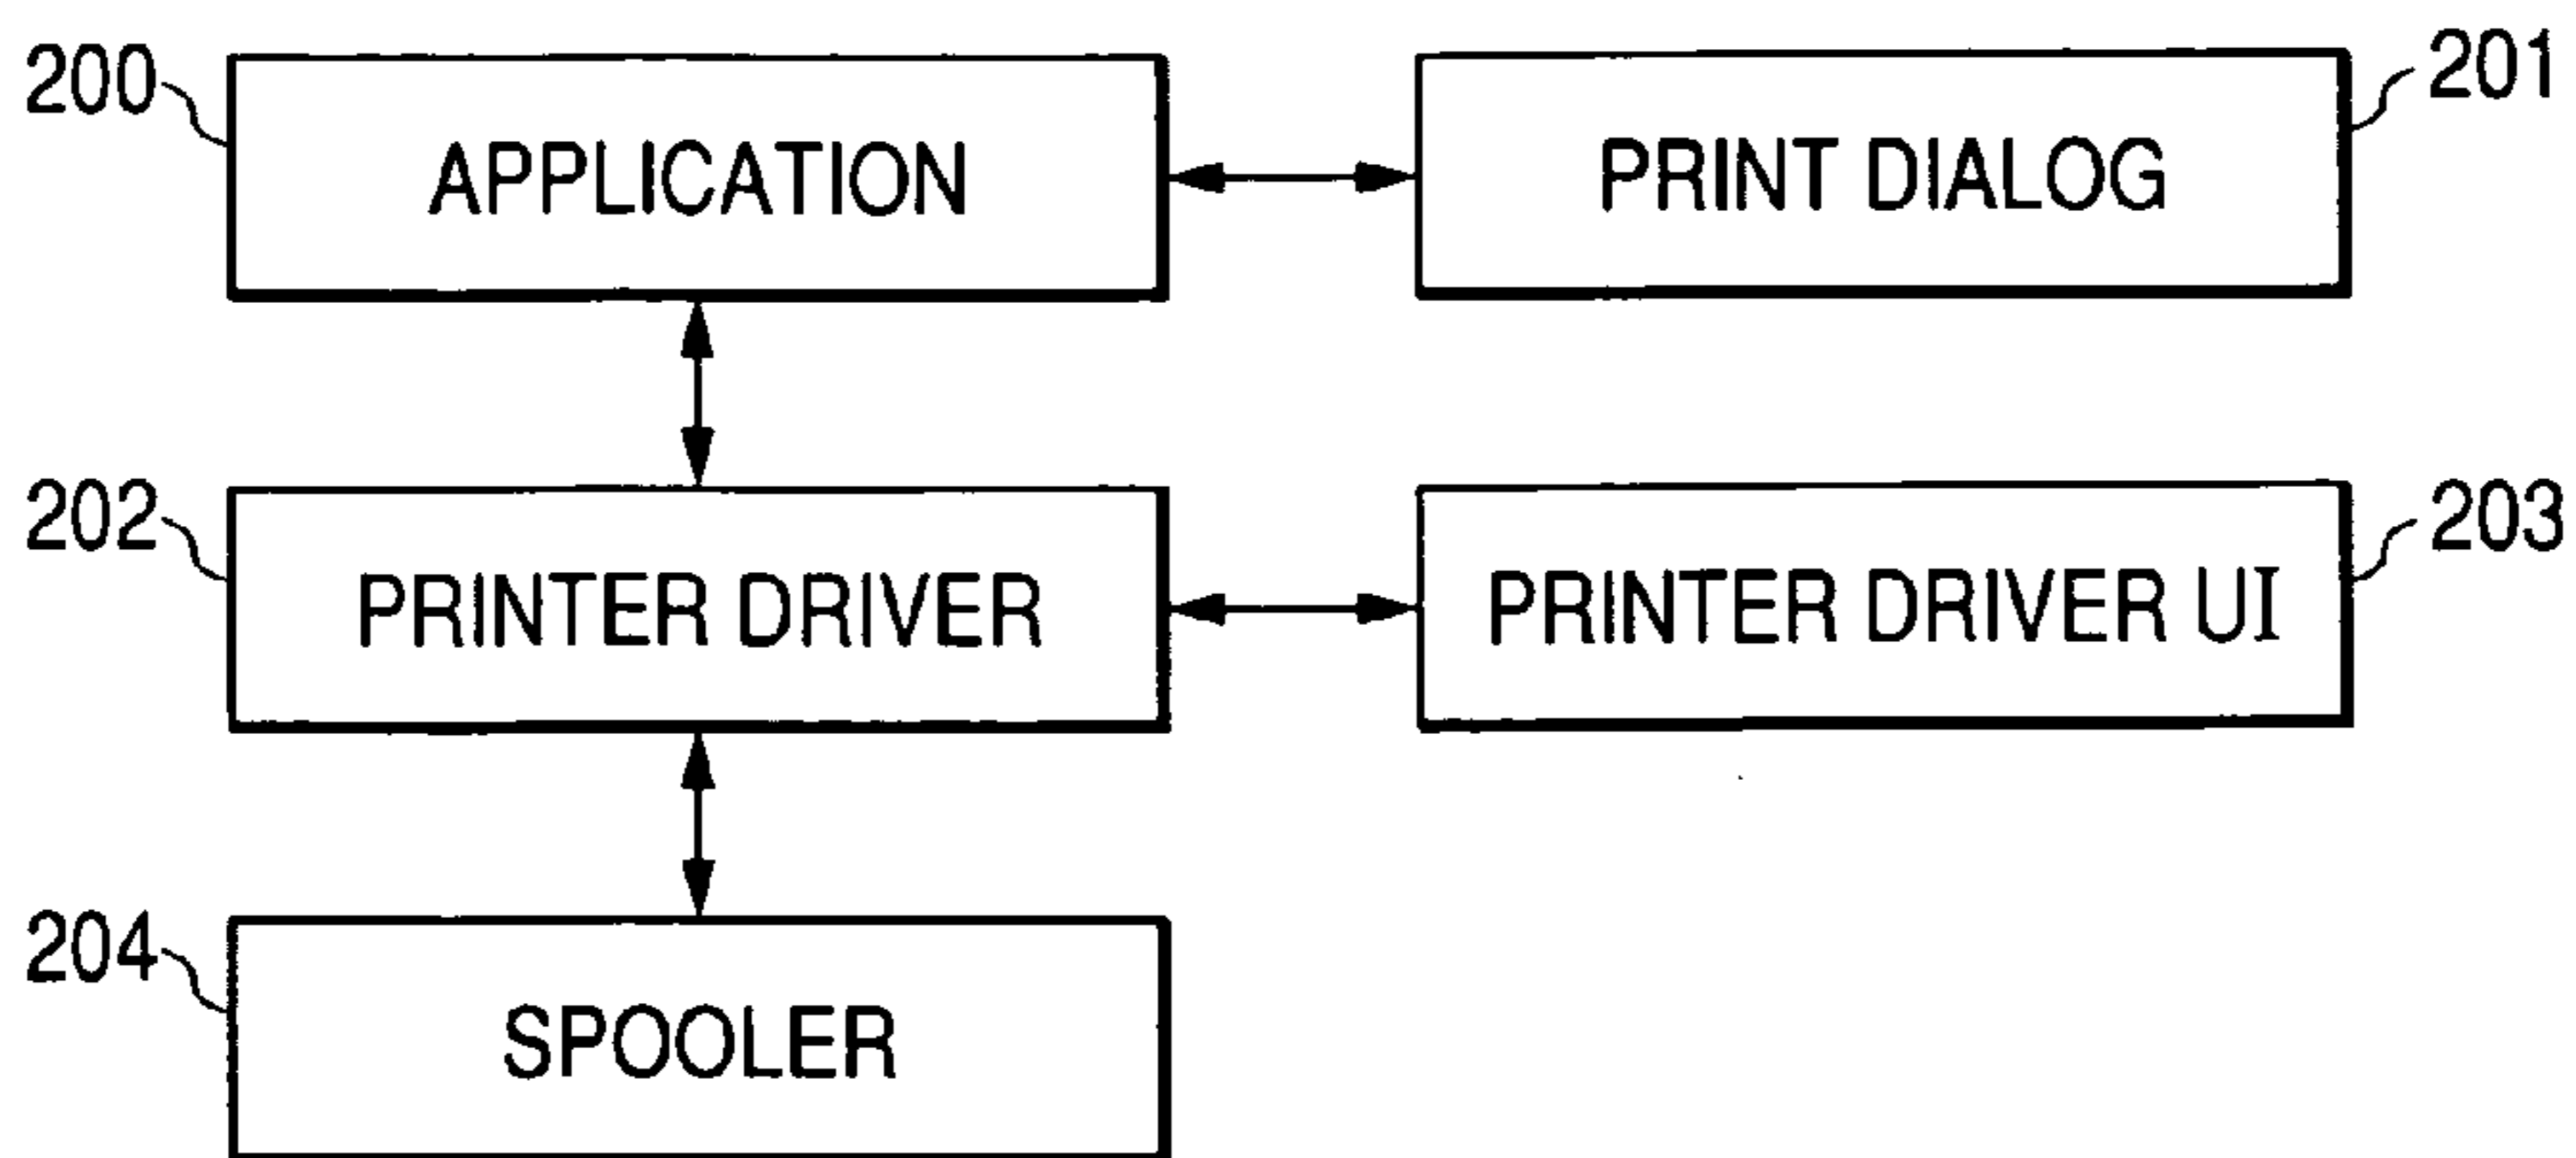 200
APPLICATION
PRINT DIALOG
201
202
PRINTER DRIVER
PRINTER DRIVER UI
203
204
SPOOLER